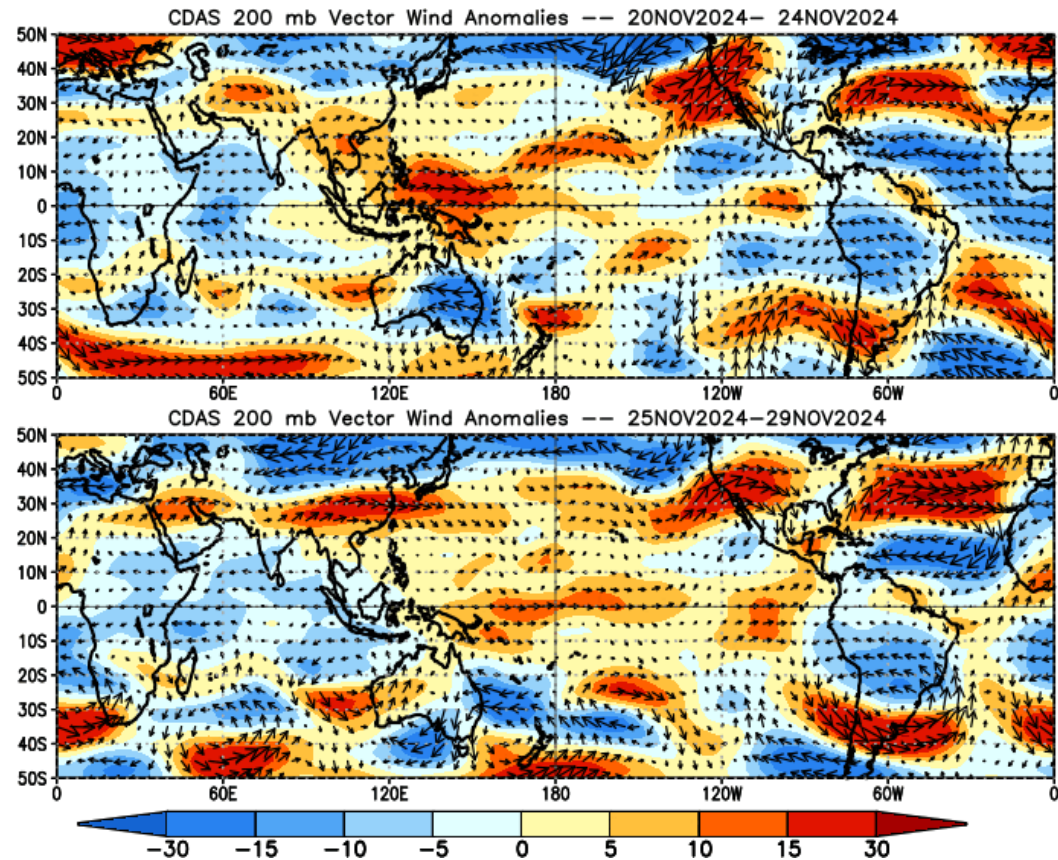 CDAS 200 mb Vector Wind Anomalies -- 20NOV2024- 24NOV2024
50N
40N
30N
20N
10N
0
10S
20S
30S
40S
50S
0 60E 120E 180 120W 60W 0
CDAS 200 mb Vector Wind Anomalies -- 25NOV2024-29NOV2024
50N
40N
30N
20N
10N
0
10S
20S
30S
40S
50S
0 60E 120E 180 120W 60W 0
-30 -15 -10 -5 0 5 10 15 30